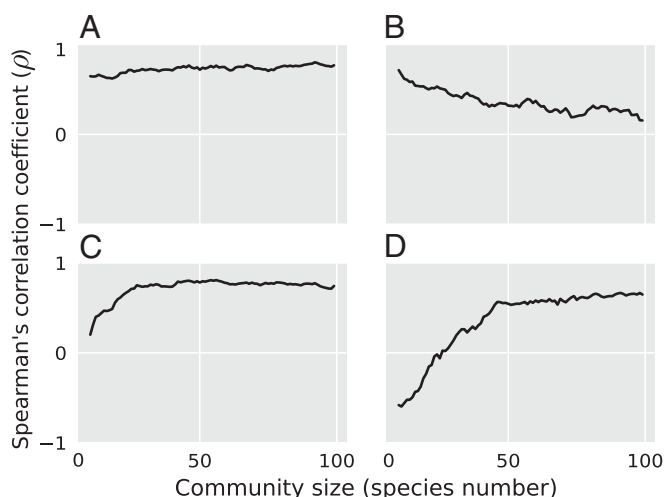 A
B
1
0
−1
C
D
1
0
−1
0
50
100
0
50
100
Spearman's correlation coefficient (ρ)
Community size (species number)